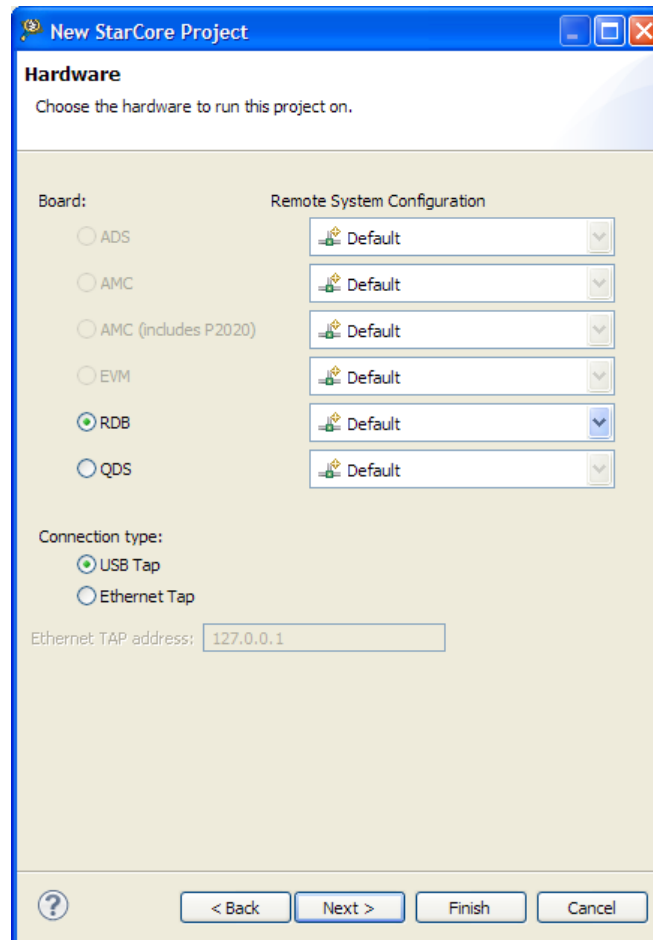 New StarCore Project
Hardware
Choose the hardware to run this project on.
Board: Remote System Configuration
ADS Default
AMC Default
AMC (includes P2020) Default
EVM Default
RDB Default
QDS Default
Connection type:
USB Tap
Ethernet Tap
Ethernet TAP address: 127.0.0.1
? < Back Next > Finish Cancel